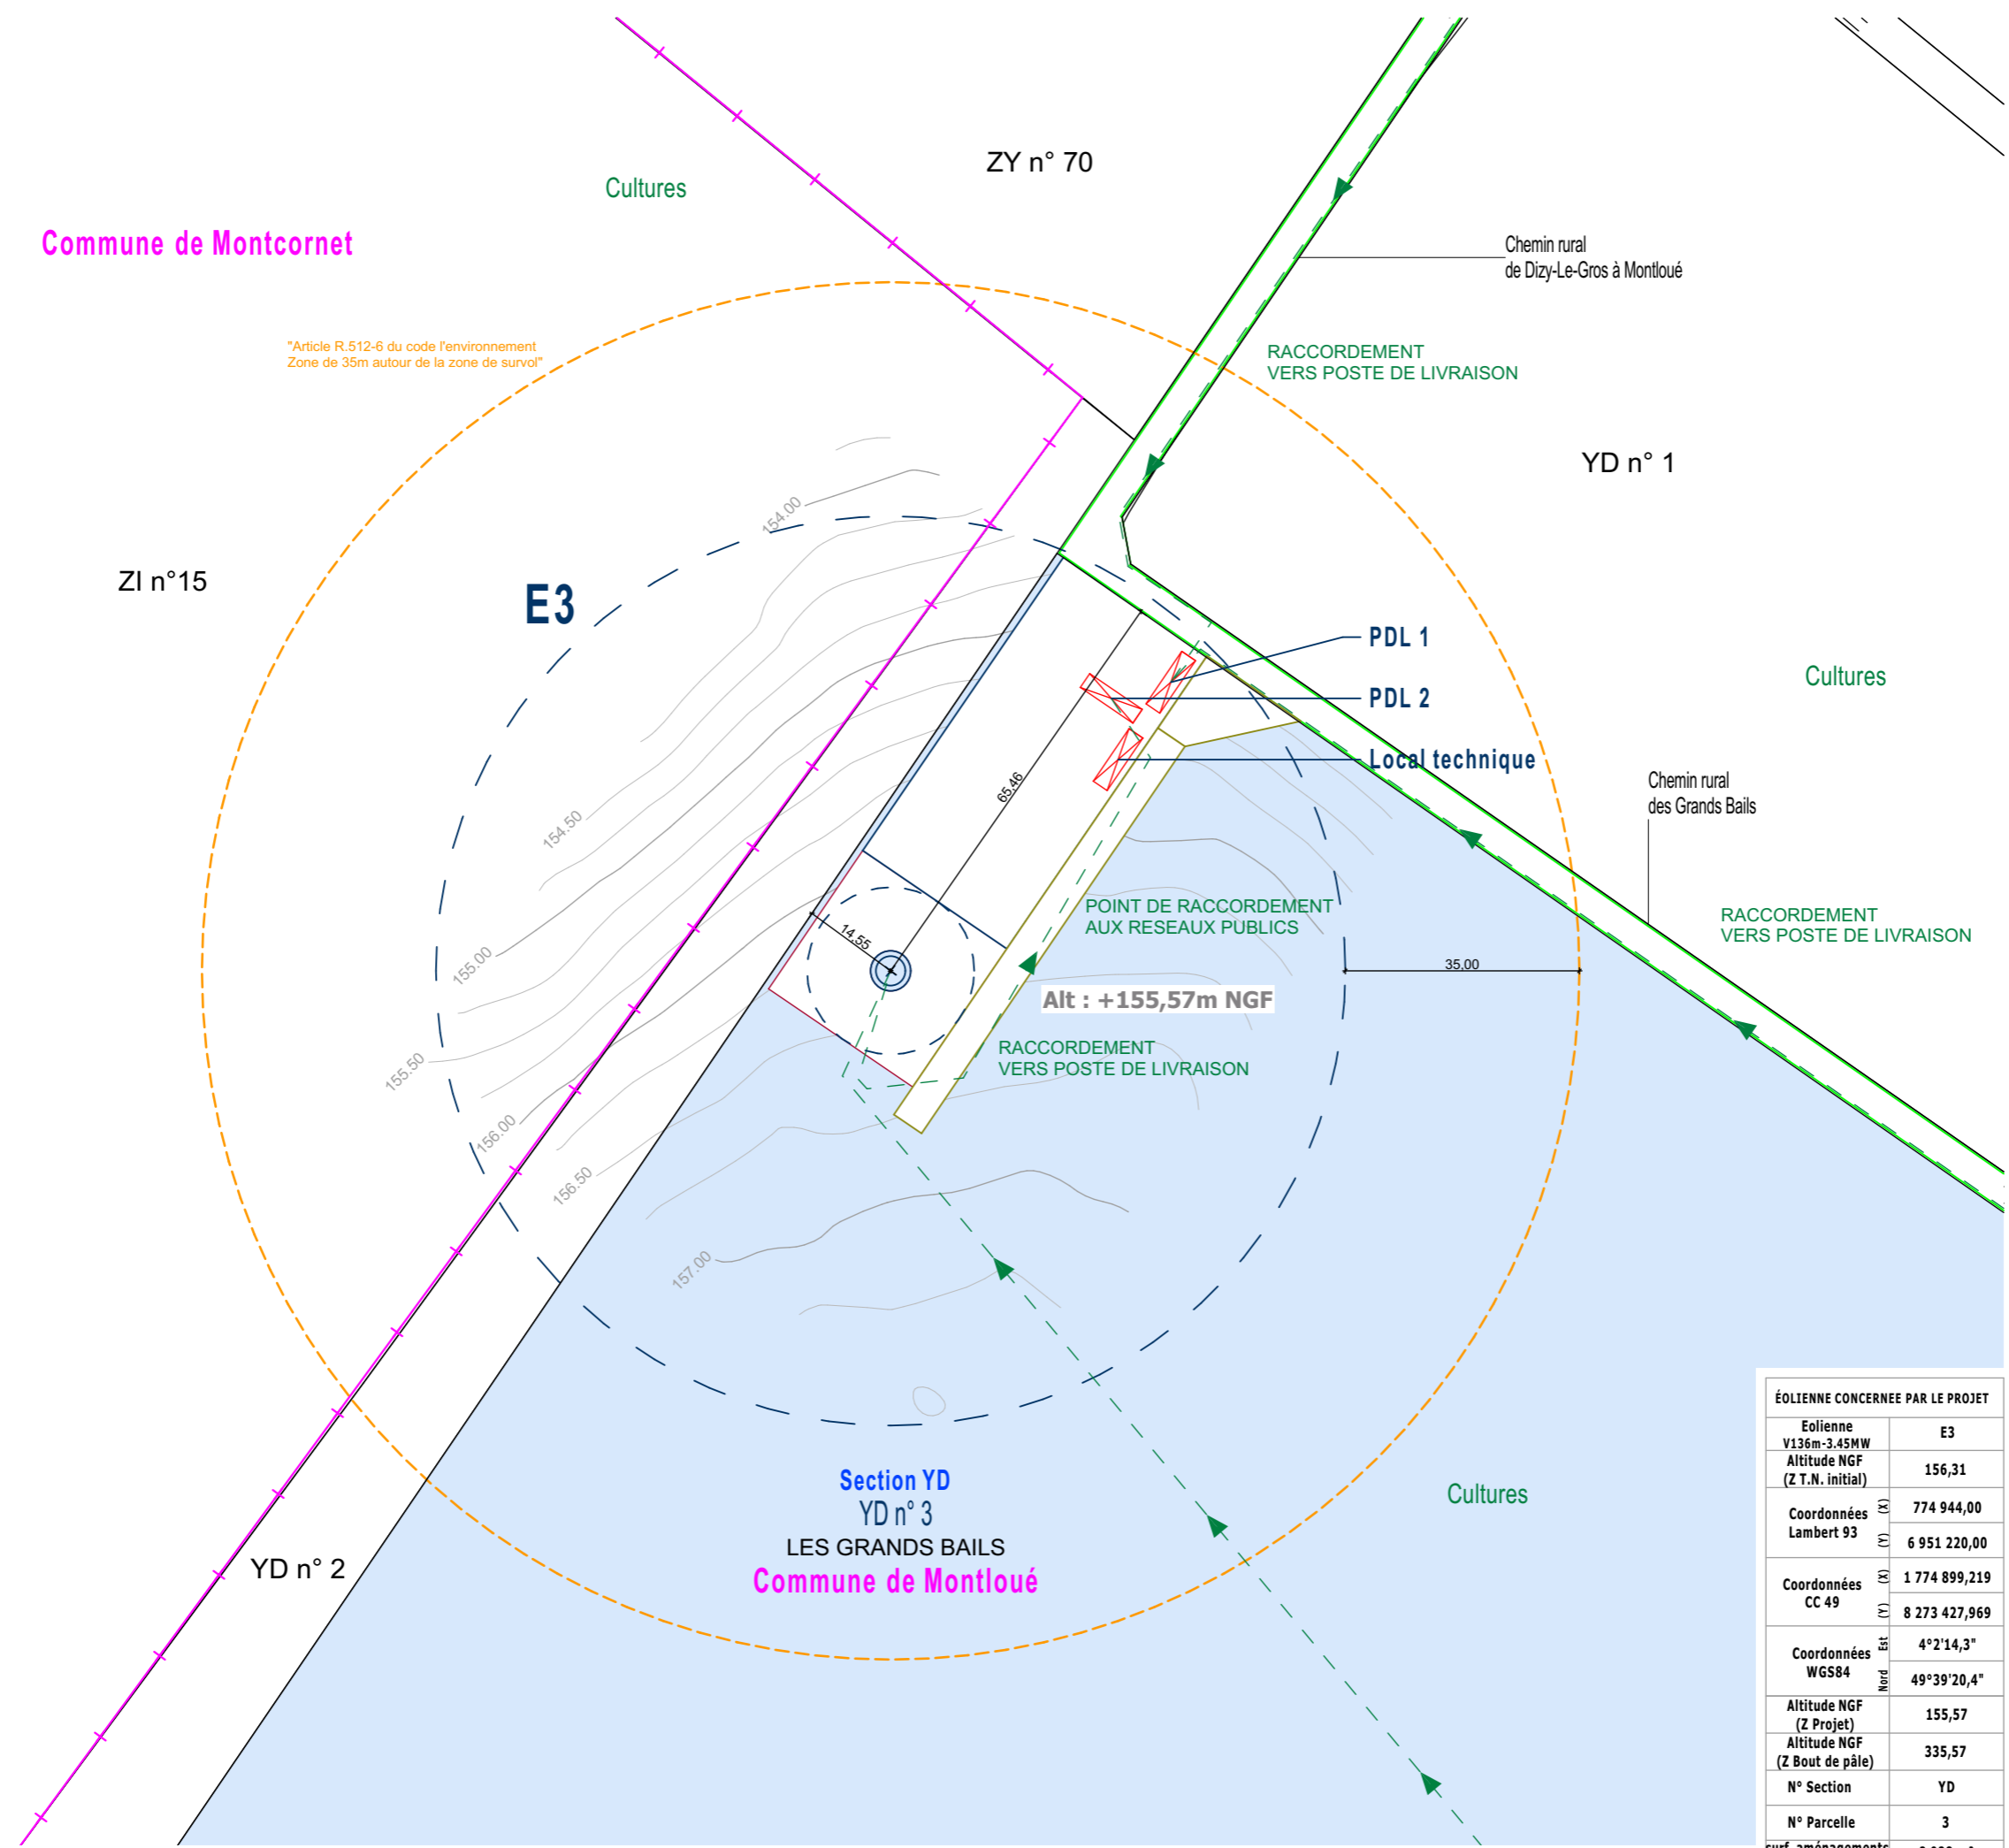 ZY n° 70
Cultures
Commune de Montcornet
Chemin rural
de Dizy-Le-Gros à Montloué
"Article R.512-6 du code l'environnement
Zone de 35m autour de la zone de survol"
RACCORDEMENT
VERS POSTE DE LIVRAISON
YD n° 1
154.00
ZI n°15
E3
PDL 1
PDL 2
Local technique
Cultures
65,46
Chemin rural
des Grands Bails
154.50
POINT DE RACCORDEMENT
AUX RESEAUX PUBLICS
RACCORDEMENT
VERS POSTE DE LIVRAISON
14,55
155.00
35,00
Alt : +155,57m NGF
155.50
RACCORDEMENT
VERS POSTE DE LIVRAISON
156.00
156.50
157.00
Section YD
YD n° 3
LES GRANDS BAILS
Commune de Montloué
Cultures
YD n° 2
ÉOLIENNE CONCERNEE PAR LE PROJET
Eolienne
V136m-3.45MW
E3
Altitude NGF
(Z T.N. initial)
156,31
Coordonnées
Lambert 93
(X)
774 944,00
(Y)
6 951 220,00
Coordonnées
CC 49
(X)
1 774 899,219
(Y)
8 273 427,969
Coordonnées
WGS84
Est
4°2'14,3"
Nord
49°39'20,4"
Altitude NGF
(Z Projet)
155,57
Altitude NGF
(Z Bout de pâle)
335,57
N° Section
YD
N° Parcelle
3
surf. aménagements